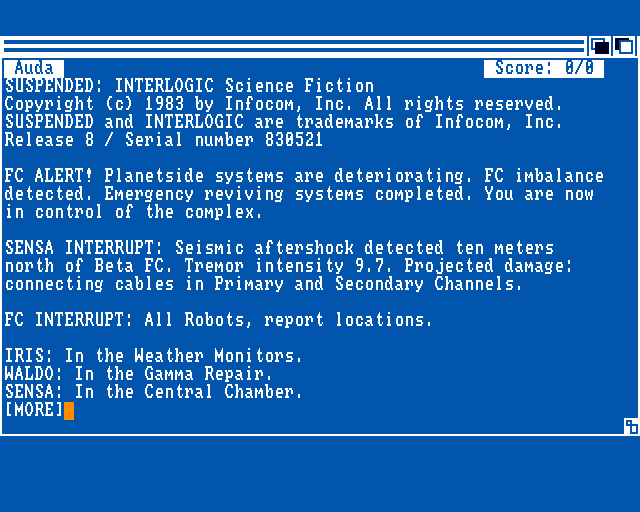 Auda Score: 0/0
SUSPENDED: INTERLOGIC Science Fiction
Copyright (c) 1983 by Infocom, Inc. All rights reserved.
SUSPENDED and INTERLOGIC are trademarks of Infocom, Inc.
Release 8 / Serial number 830521
FC ALERT! Planetside systems are deteriorating. FC imbalance
detected. Emergency reviving systems completed. You are now
in control of the complex.
SENSA INTERRUPT: Seismic aftershock detected ten meters
north of Beta FC. Tremor intensity 9.7. Projected damage:
connecting cables in Primary and Secondary Channels.
FC INTERRUPT: All Robots, report locations.
IRIS: In the Weather Monitors.
WALDO: In the Gamma Repair.
SENSA: In the Central Chamber.
[MORE]